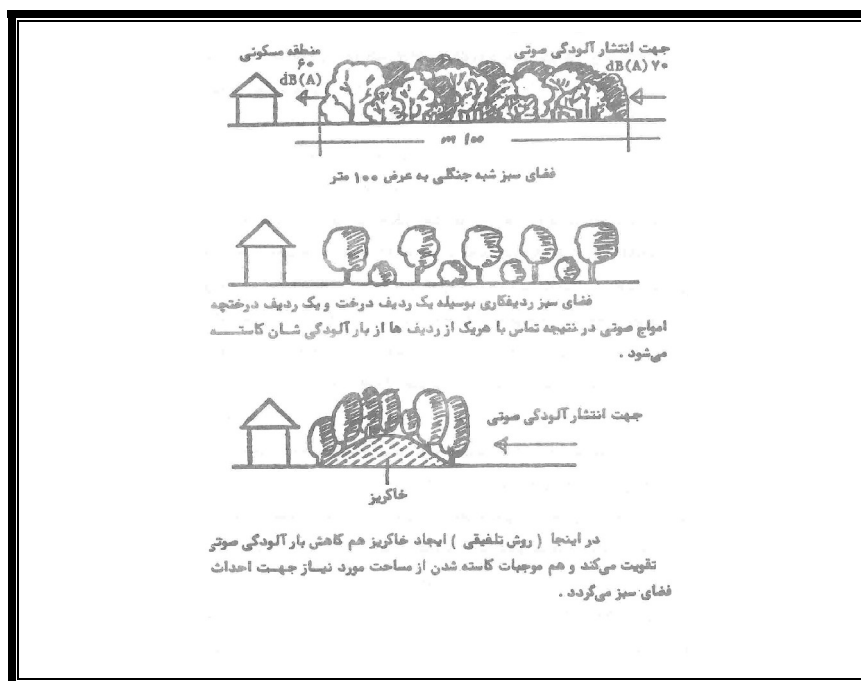 جهت انتشار آلودگی صوتی
dB(A) ۷۰
منطقه مسکونی
۶۰
dB(A)
۱۰۰ m
فضای سبز شبه جنگلی به عرض ۱۰۰ متر
فضای سبز ردیفکاری بوسیله یک ردیف درخت و یک ردیف درختچه
امواج صوتی در نتیجه تماس با هریک از ردیف ها از بار آلودگی شان کاسته
می‌شود .
جهت انتشار آلودگی صوتی
خاکریز
در اینجا ( روش تلفیقی ) ایجاد خاکریز هم کاهش بار آلودگی صوتی
تقویت می‌کند و هم موجبات کاسته شدن از مساحت مورد نیاز جهت احداث
فضای سبز می‌گردد .